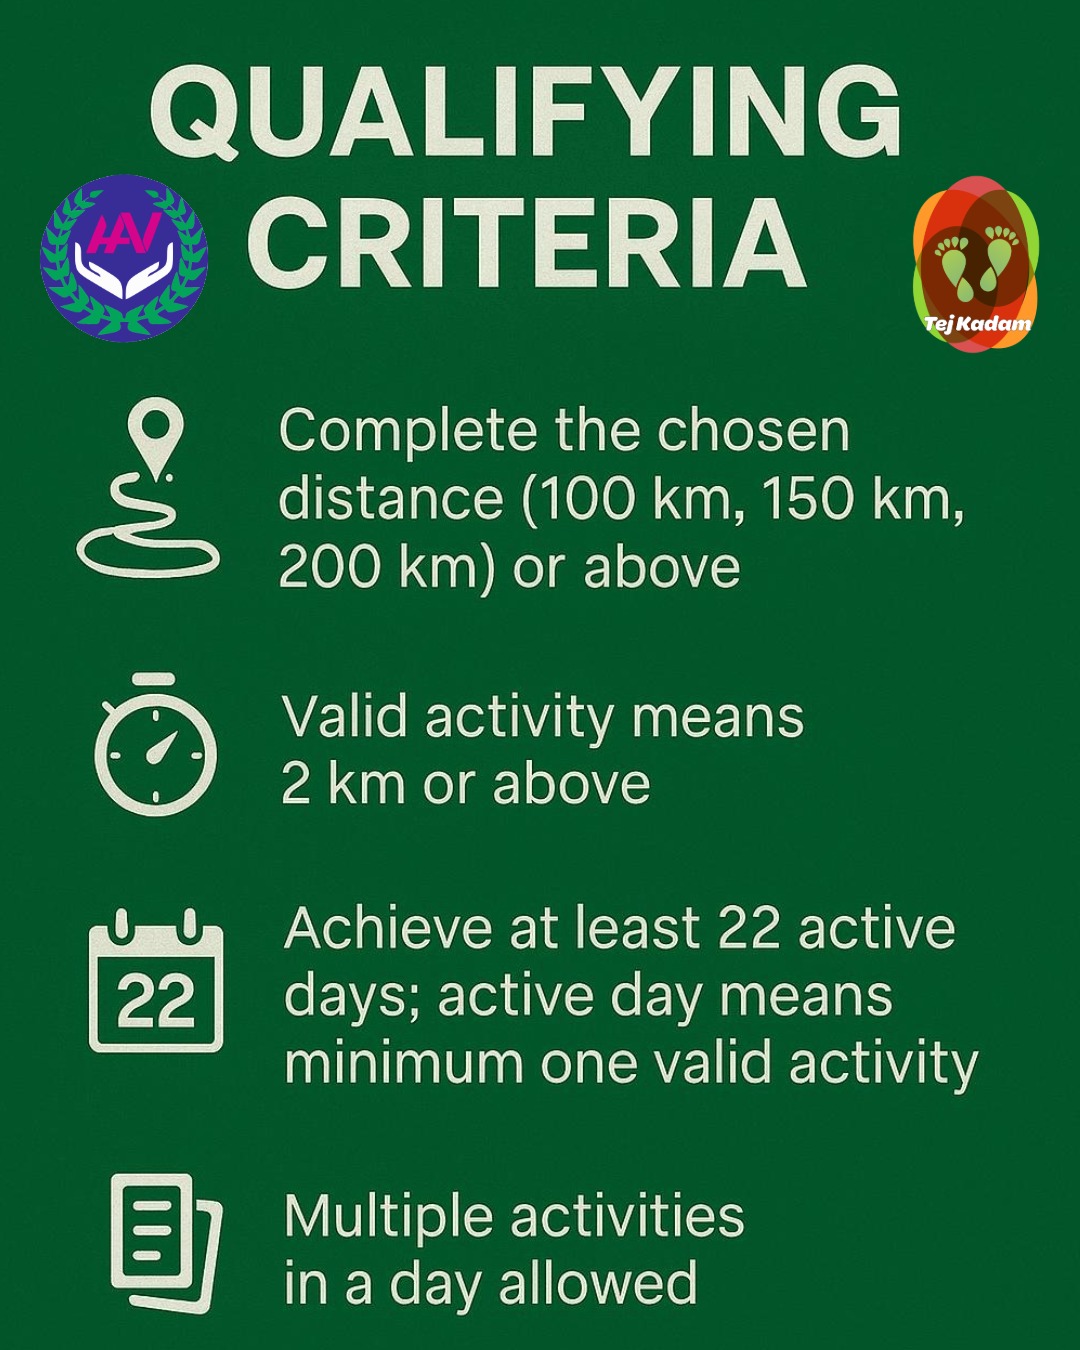 QUALIFYING
CRITERIA
HAV
Tej Kadam
Complete the chosen
distance (100 km, 150 km,
200 km) or above
Valid activity means
2 km or above
22
Achieve at least 22 active
days; active day means
minimum one valid activity
Multiple activities
in a day allowed